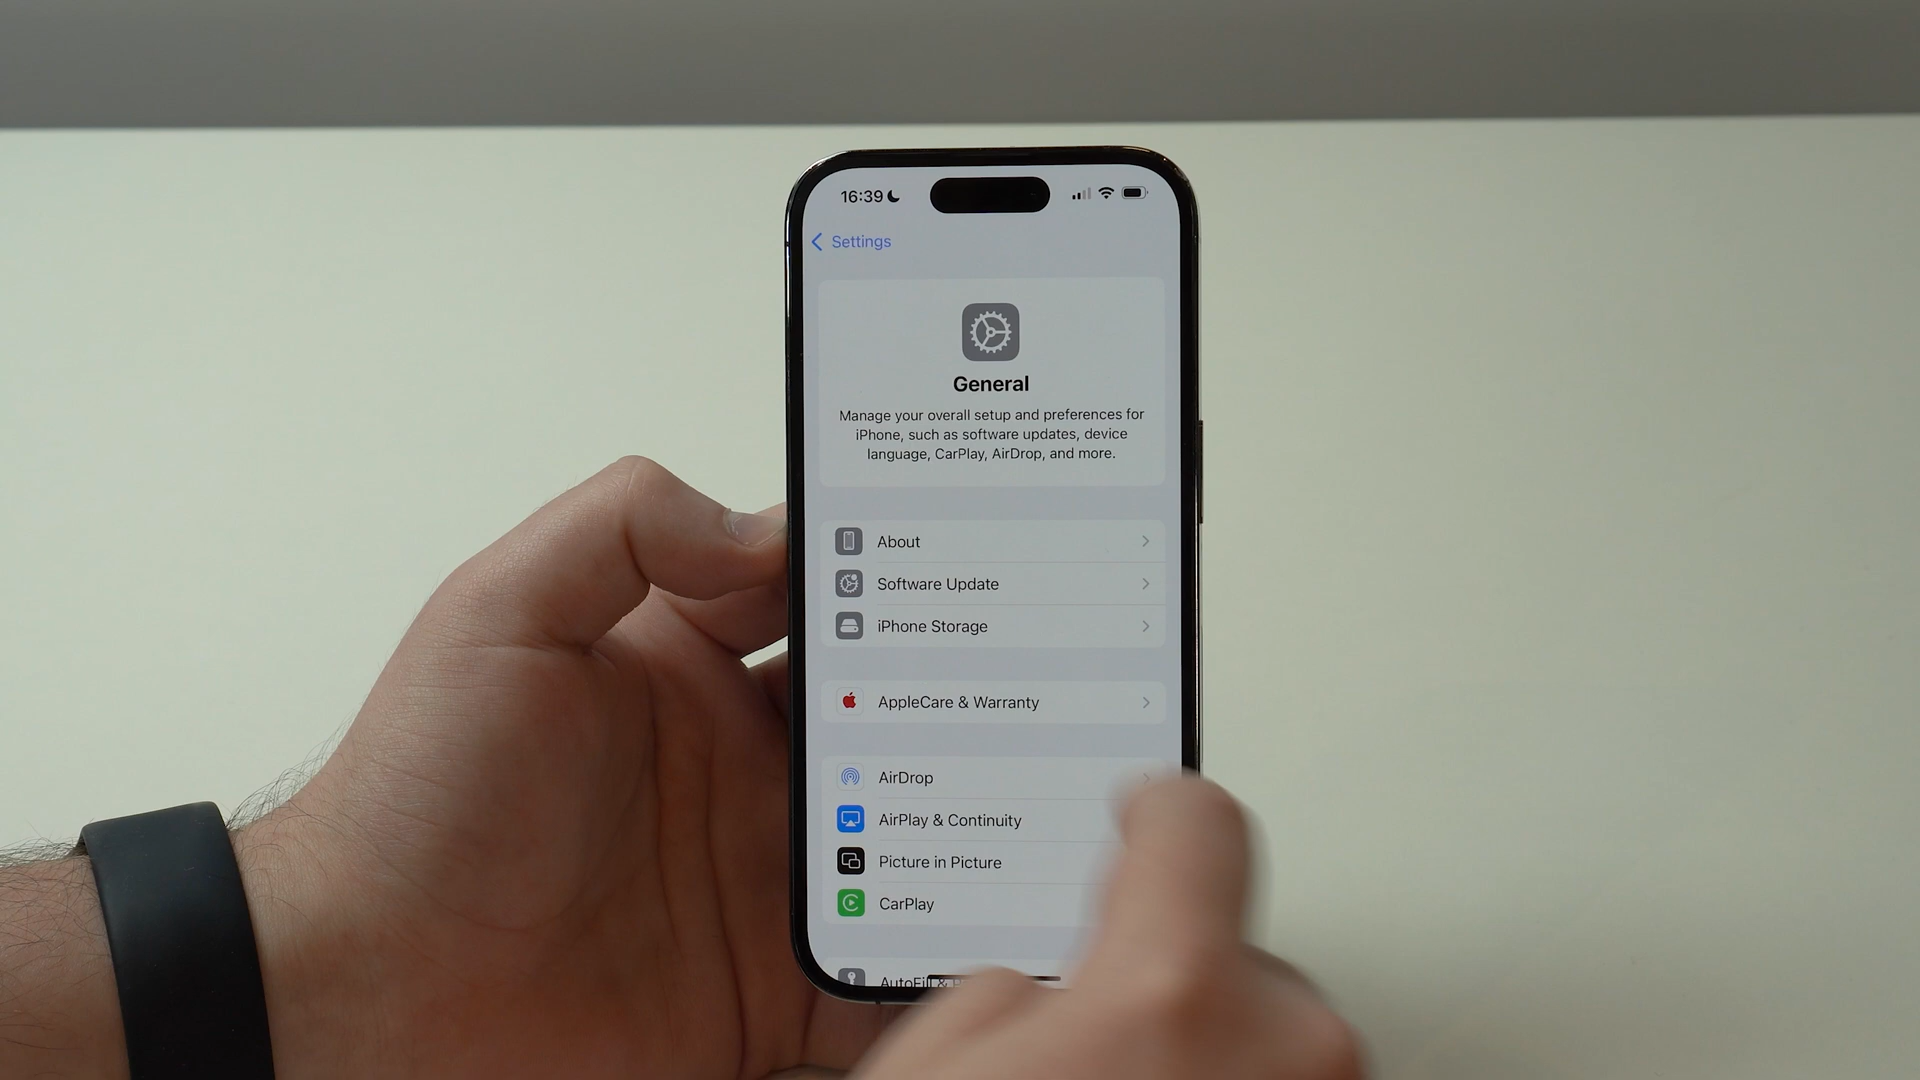 16:39
Settings
General
Manage your overall setup and preferences for
iPhone, such as software updates, device
language, CarPlay, AirDrop, and more.
About
Software Update
iPhone Storage
AppleCare & Warranty
AirDrop
AirPlay & Continuity
Picture in Picture
CarPlay
AutoFill &